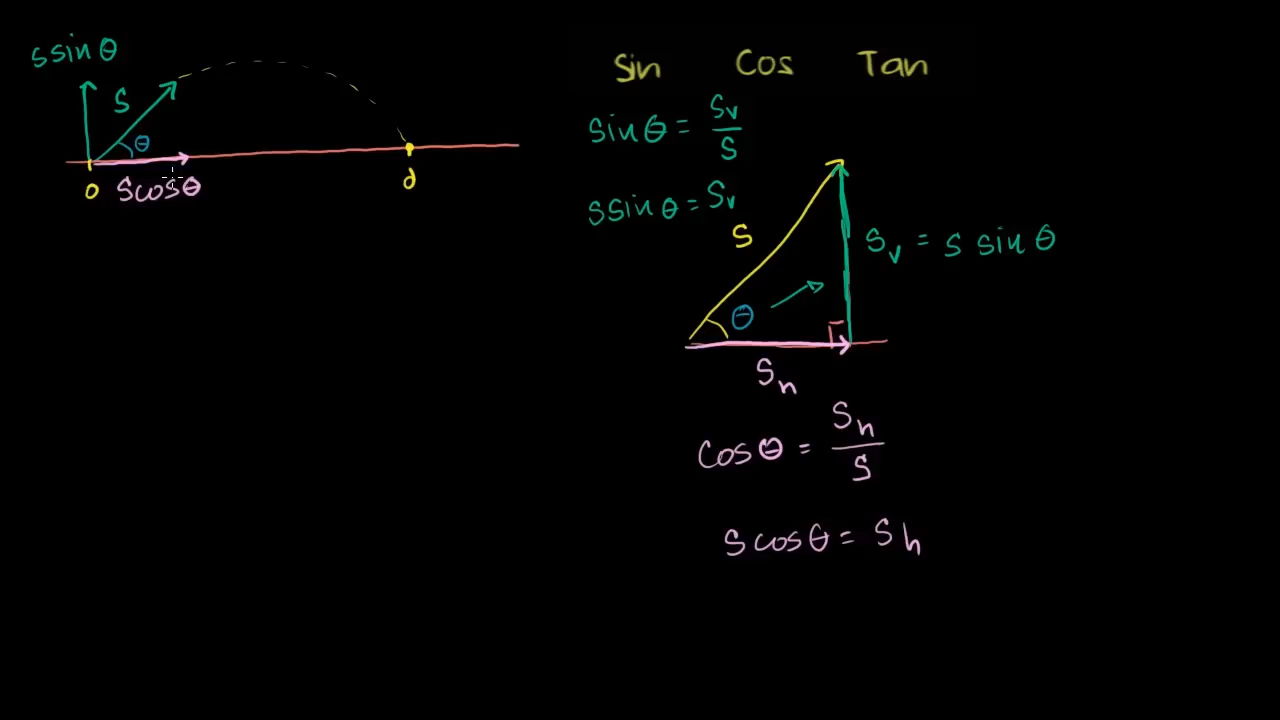 s sin θ
s
θ
0
d
s cos θ
Sin Cos Tan
sin θ = Sv/S
s sin θ = Sv
S
Sv = s sin θ
θ
Sh
cos θ = Sh/S
s cos θ = Sh